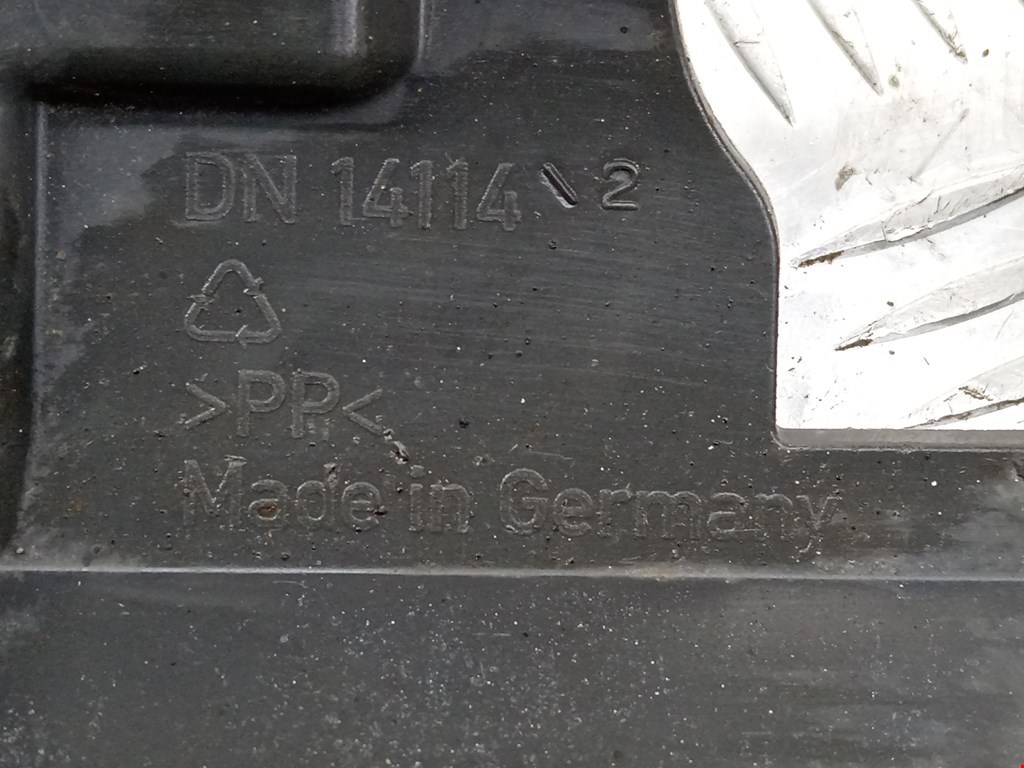 DN 14114 \ 2
>PP<
Made in Germany